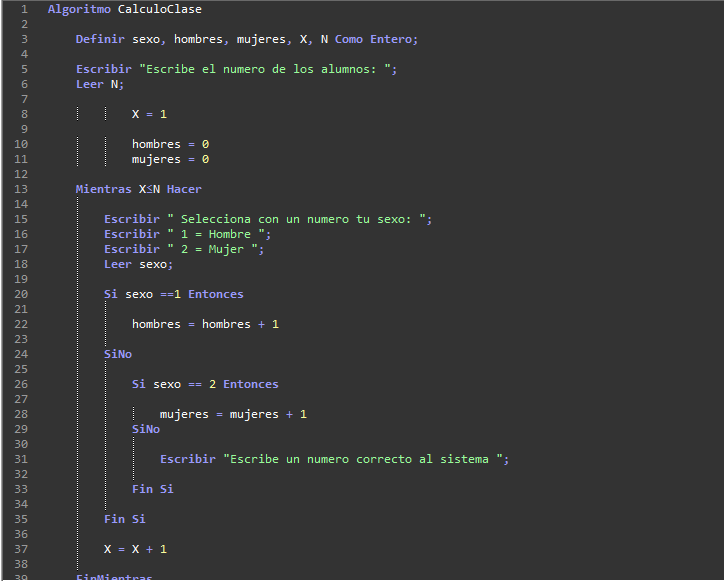 1 Algoritmo CalculoClase
2
3 Definir sexo, hombres, mujeres, X, N Como Entero;
4
5 Escribir "Escribe el numero de los alumnos: ";
6 Leer N;
7
8 X = 1
9
10 hombres = 0
11 mujeres = 0
12
13 Mientras X≤N Hacer
14
15 Escribir " Selecciona con un numero tu sexo: ";
16 Escribir " 1 = Hombre ";
17 Escribir " 2 = Mujer ";
18 Leer sexo;
19
20 Si sexo ==1 Entonces
21
22 hombres = hombres + 1
23
24 SiNo
25
26 Si sexo == 2 Entonces
27
28 mujeres = mujeres + 1
29 SiNo
30
31 Escribir "Escribe un numero correcto al sistema ";
32
33 Fin Si
34
35 Fin Si
36
37 X = X + 1
38
39 FinMientras